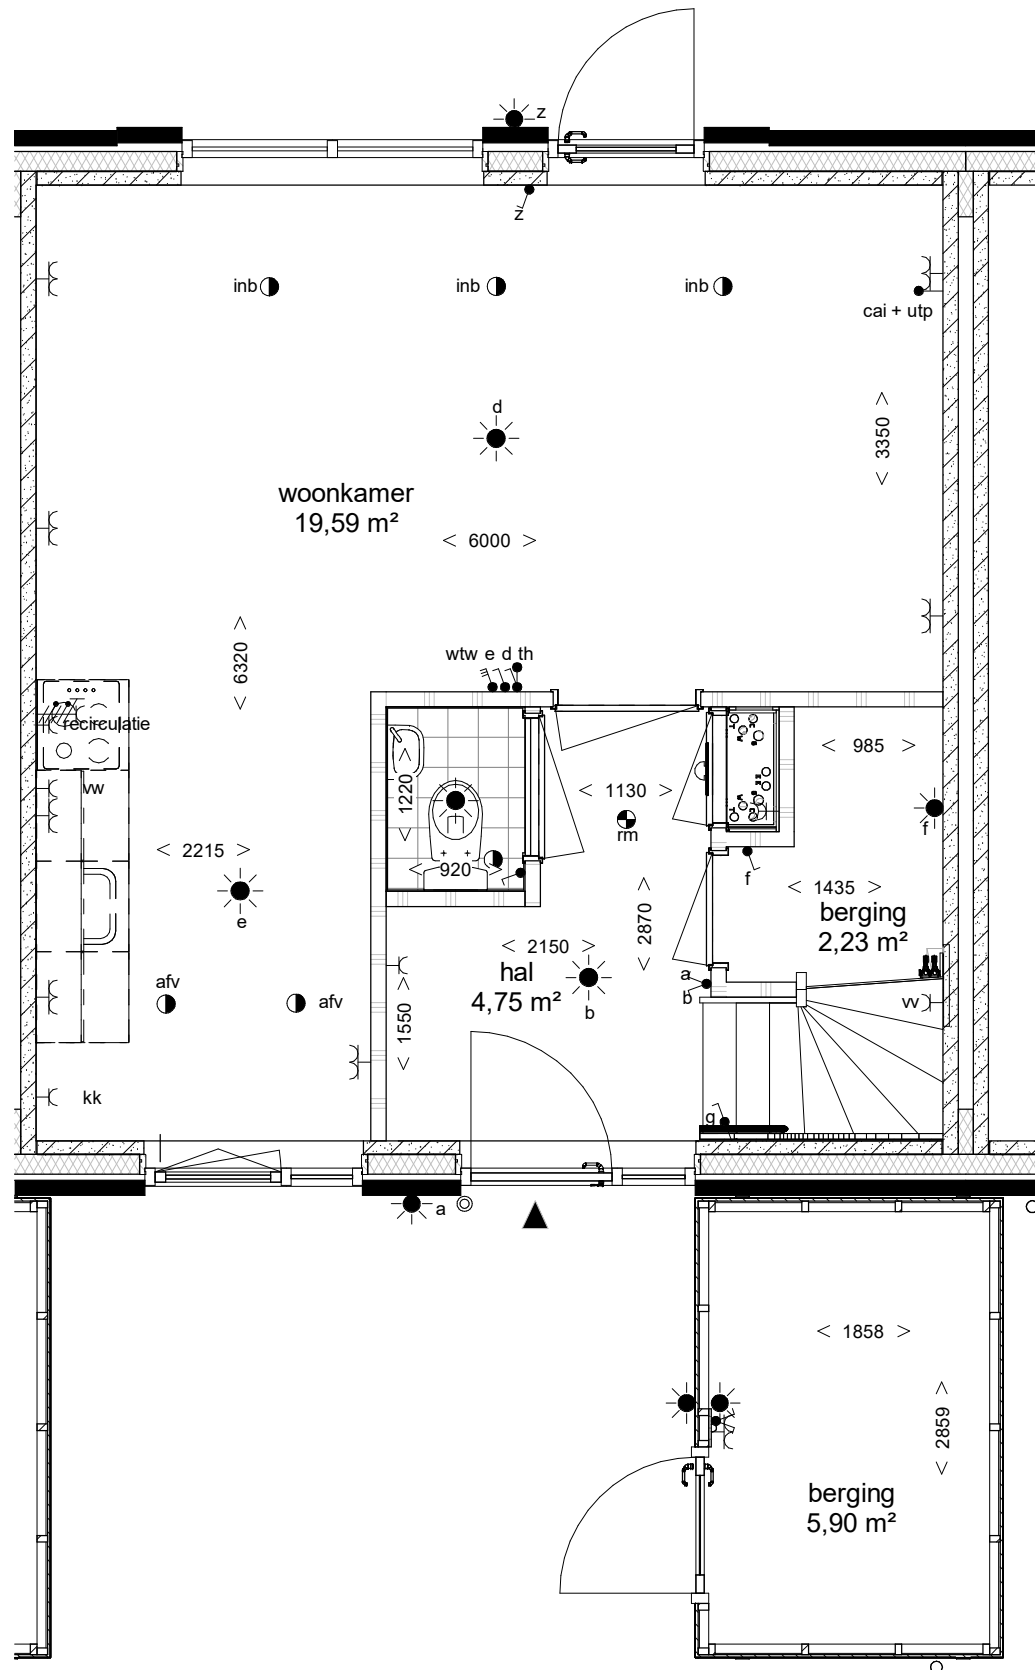 z
z
inb
inb
inb
cai + utp
d
< 3350 >
woonkamer
19,59 m²
< 6000 >
< 6320 >
wtw e d th
recirculatie
vw
< 1220 >
< 1130 >
rm
< 985 >
f
< 2215 >
< 920 >
f
< 1435 >
berging
2,23 m²
e
< 2870 >
< 2150 >
hal
4,75 m²
a
b
b
vv
afv
afv
< 1550 >
kk
g
a
< 1858 >
< 2859 >
berging
5,90 m²